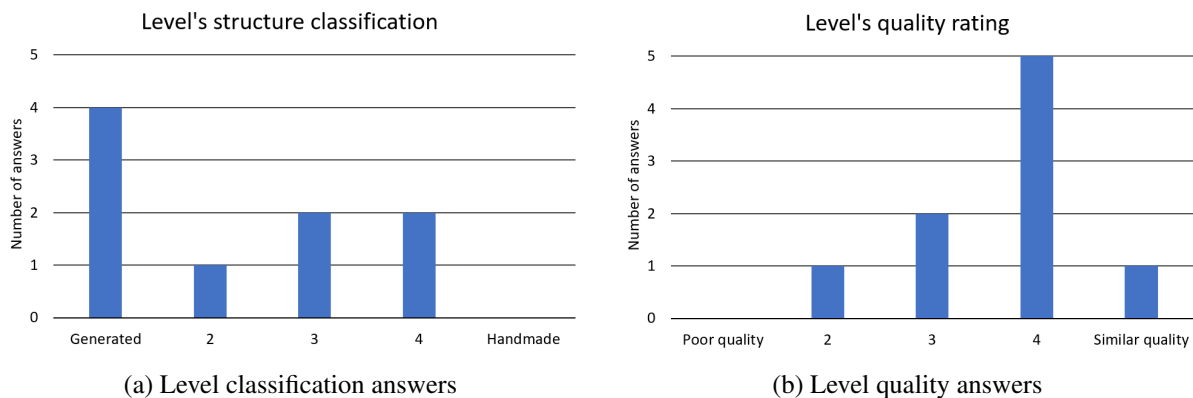 Level's structure classification
Number of answers
5
4
3
2
1
0
Generated 2 3 4 Handmade
(a) Level classification answers
Level's quality rating
Number of answers
5
4
3
2
1
0
Poor quality 2 3 4 Similar quality
(b) Level quality answers